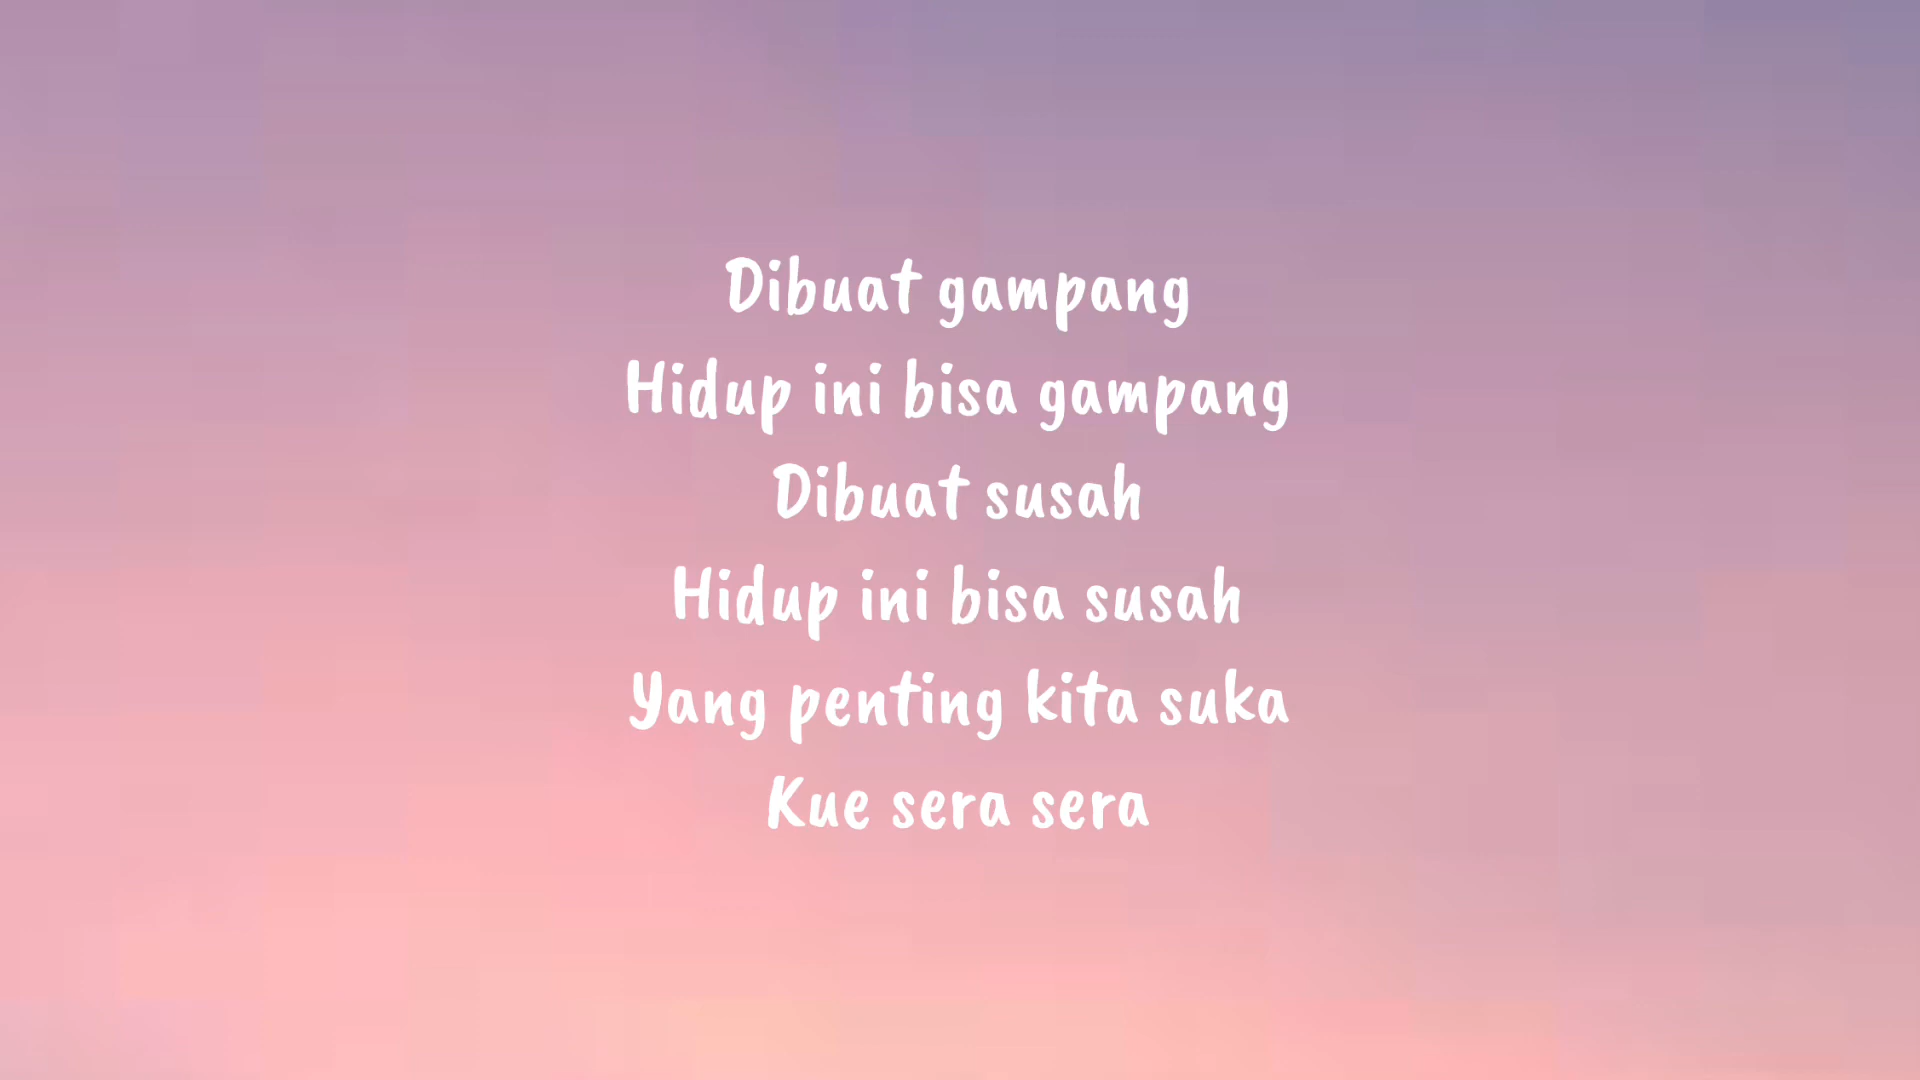 Dibuat gampang
Hidup ini bisa gampang
Dibuat susah
Hidup ini bisa susah
Yang penting kita suka
Kue sera sera